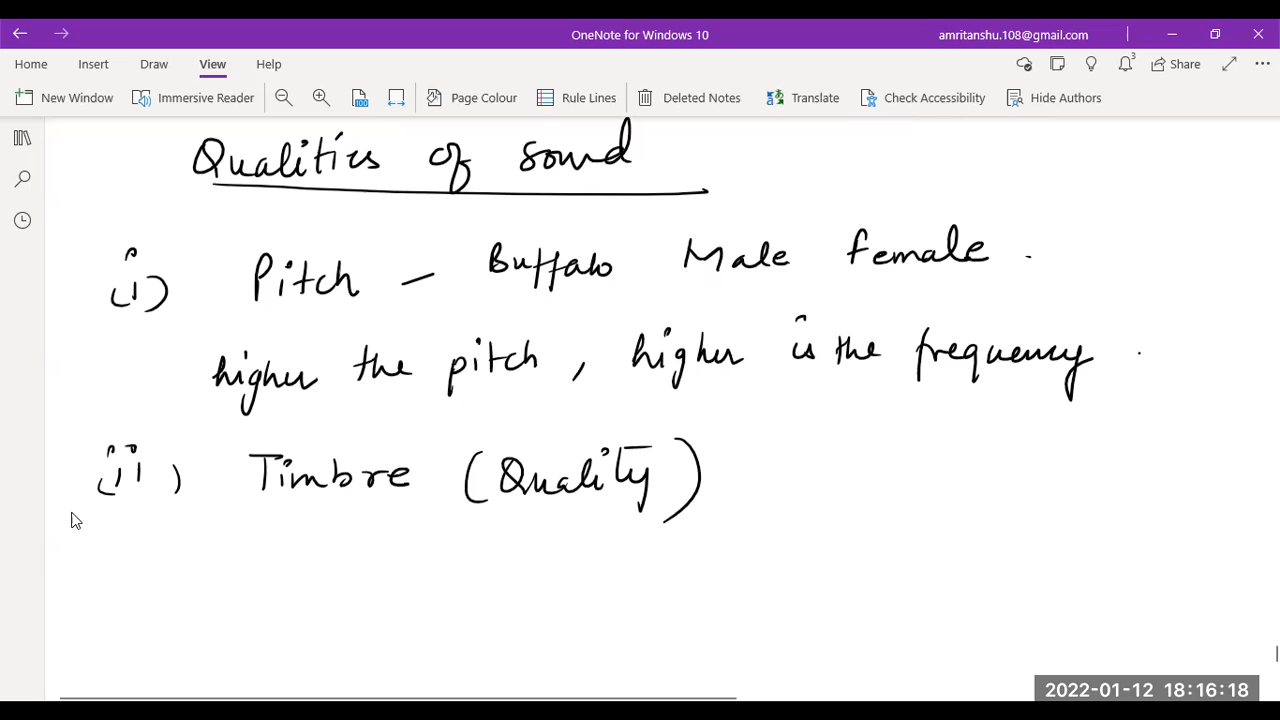 OneNote for Windows 10
amritanshu.108@gmail.com
Home Insert Draw View Help
3
Share
New Window Immersive Reader 100 Page Colour Rule Lines Deleted Notes Translate Check Accessibility Hide Authors
Qualities of sound
(i) Pitch - Buffalo Male female.
higher the pitch, higher is the frequency.
(ii) Timbre (Quality)
2022-01-12 18:16:18